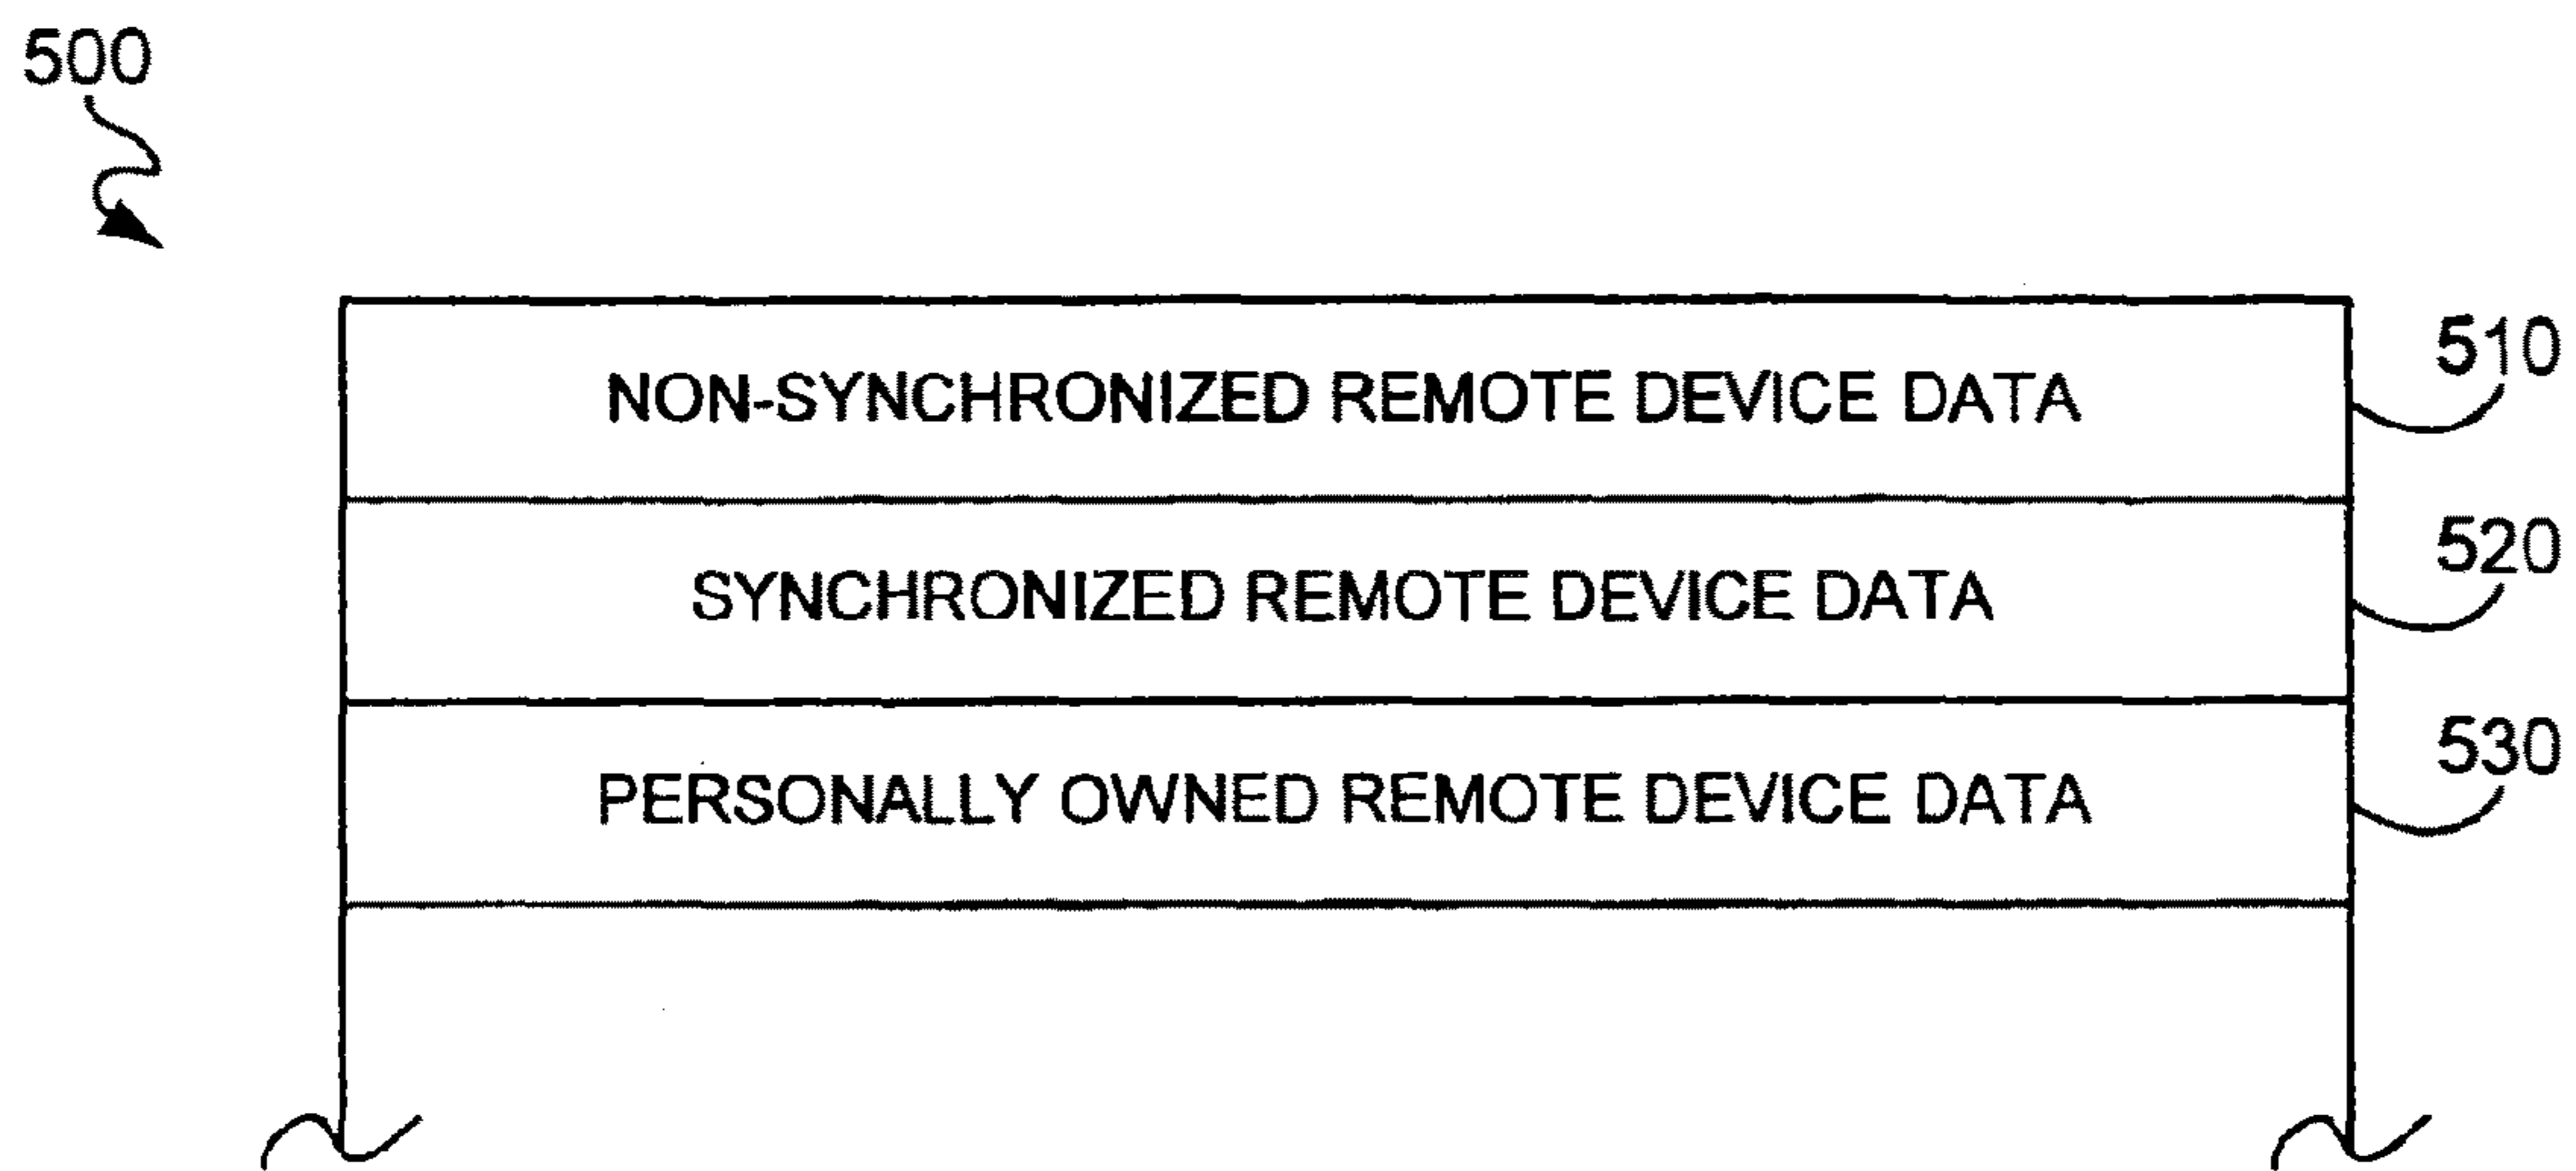 500
NON-SYNCHRONIZED REMOTE DEVICE DATA
510
SYNCHRONIZED REMOTE DEVICE DATA
520
PERSONALLY OWNED REMOTE DEVICE DATA
530